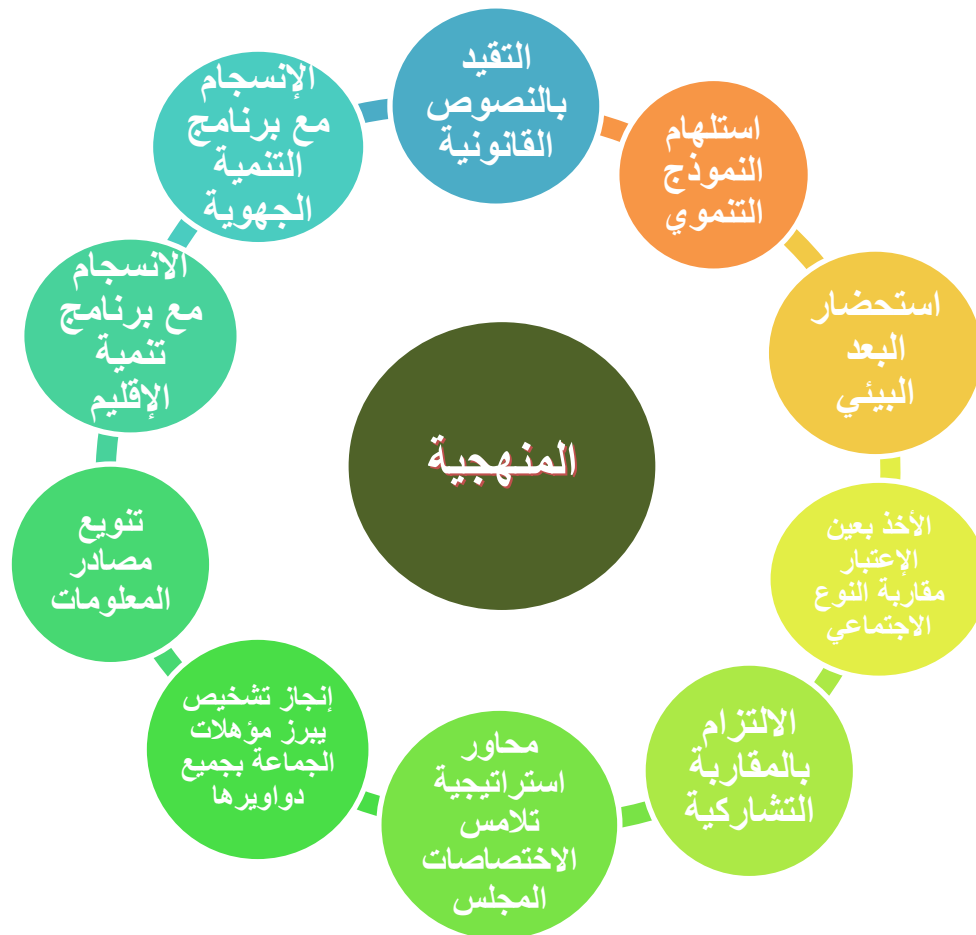 التقيد
بالنصوص
القانونية
استلهام
النموذج
التنموي
استحضار
البعد
البيئي
الأخذ بعين
الإعتبار
مقاربة النوع
الاجتماعي
الالتزام
بالمقاربة
التشاركية
محاور
استراتيجية
تلامس
الاختصاصات
المجلس
إنجاز تشخيص
يبرز مؤهلات
الجماعة بجميع
دواويرها
تنويع
مصادر
المعلومات
الانسجام
مع برنامج
تنمية
الإقليم
الإنسجام
مع برنامج
التنمية
الجهوية
المنهجية